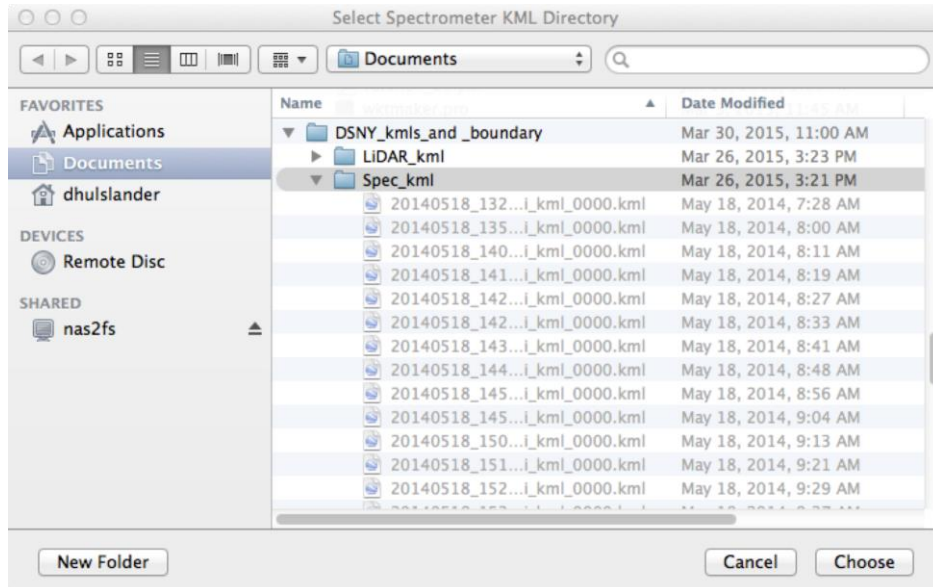 Select Spectrometer KML Directory
Documents
FAVORITES
Applications
Documents
dhulslander
DEVICES
Remote Disc
SHARED
nas2fs
Name Date Modified
DSNY_kmls_and _boundary Mar 30, 2015, 11:00 AM
LiDAR_kml Mar 26, 2015, 3:23 PM
Spec_kml Mar 26, 2015, 3:21 PM
20140518_132...i_kml_0000.kml May 18, 2014, 7:28 AM
20140518_135...i_kml_0000.kml May 18, 2014, 8:00 AM
20140518_140...i_kml_0000.kml May 18, 2014, 8:11 AM
20140518_141...i_kml_0000.kml May 18, 2014, 8:19 AM
20140518_142...i_kml_0000.kml May 18, 2014, 8:27 AM
20140518_142...i_kml_0000.kml May 18, 2014, 8:33 AM
20140518_143...i_kml_0000.kml May 18, 2014, 8:41 AM
20140518_144...i_kml_0000.kml May 18, 2014, 8:48 AM
20140518_145...i_kml_0000.kml May 18, 2014, 8:56 AM
20140518_145...i_kml_0000.kml May 18, 2014, 9:04 AM
20140518_150...i_kml_0000.kml May 18, 2014, 9:13 AM
20140518_151...i_kml_0000.kml May 18, 2014, 9:21 AM
20140518_152...i_kml_0000.kml May 18, 2014, 9:29 AM
New Folder Cancel Choose